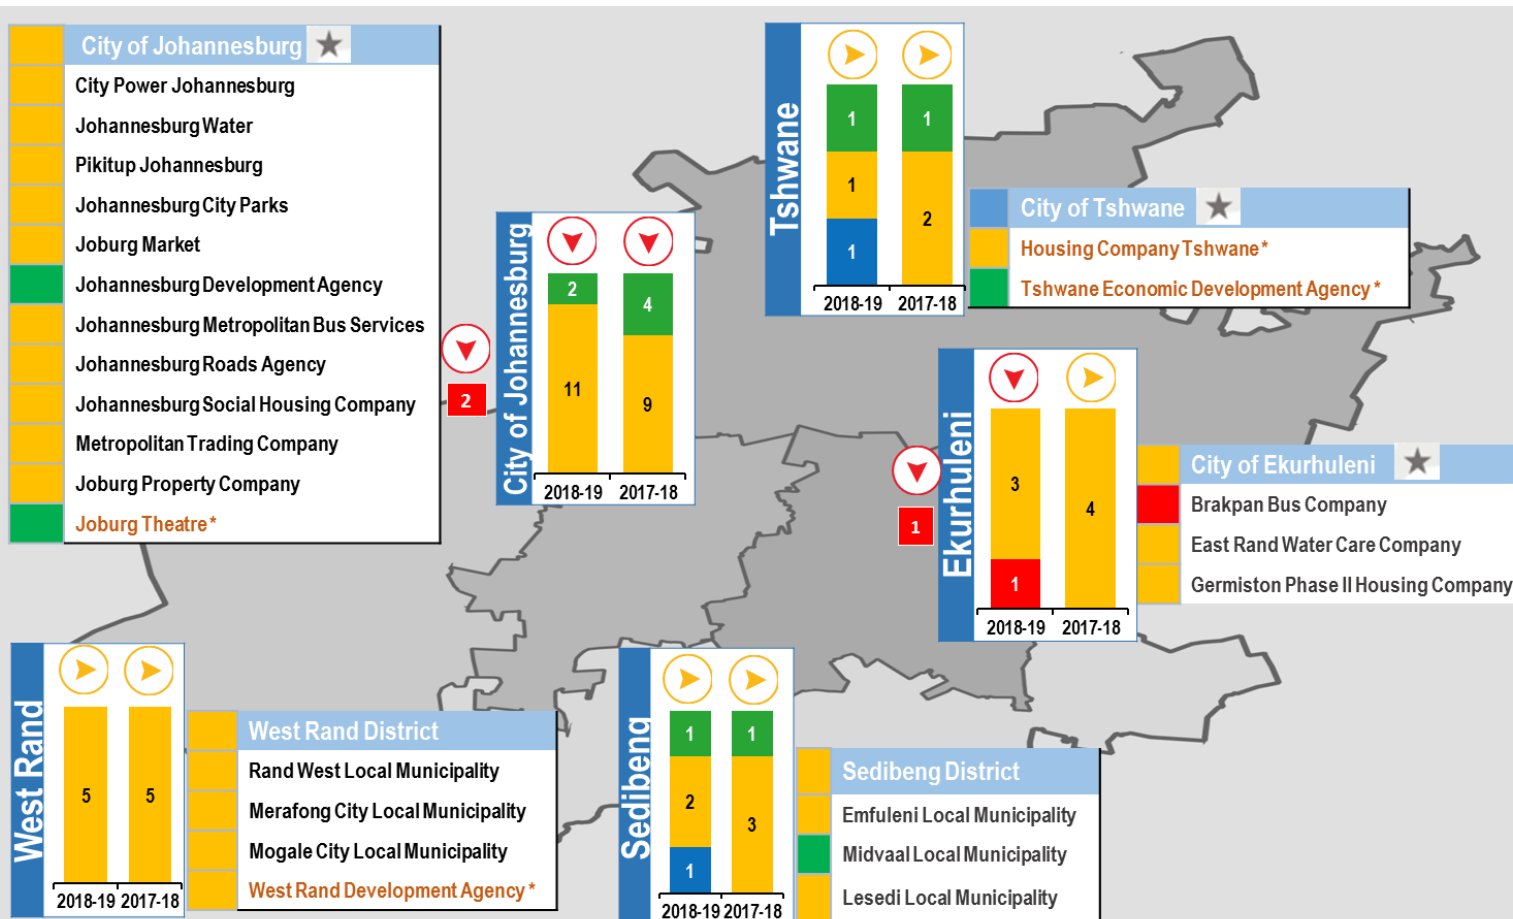 City of Johannesburg
City Power Johannesburg
Johannesburg Water
Pikitup Johannesburg
Johannesburg City Parks
Joburg Market
Johannesburg Development Agency
Johannesburg Metropolitan Bus Services
Johannesburg Roads Agency
Johannesburg Social Housing Company
Metropolitan Trading Company
Joburg Property Company
Joburg Theatre*
2
City of Johannesburg
2
4
11
9
2018-19 2017-18
Tshwane
1
1
1
2
1
2018-19 2017-18
City of Tshwane
Housing Company Tshwane*
Tshwane Economic Development Agency*
1
Ekurhuleni
3
4
1
2018-19 2017-18
City of Ekurhuleni
Brakpan Bus Company
East Rand Water Care Company
Germiston Phase II Housing Company
West Rand
5
5
2018-19 2017-18
West Rand District
Rand West Local Municipality
Merafong City Local Municipality
Mogale City Local Municipality
West Rand Development Agency*
Sedibeng
1
1
2
3
1
2018-19 2017-18
Sedibeng District
Emfuleni Local Municipality
Midvaal Local Municipality
Lesedi Local Municipality